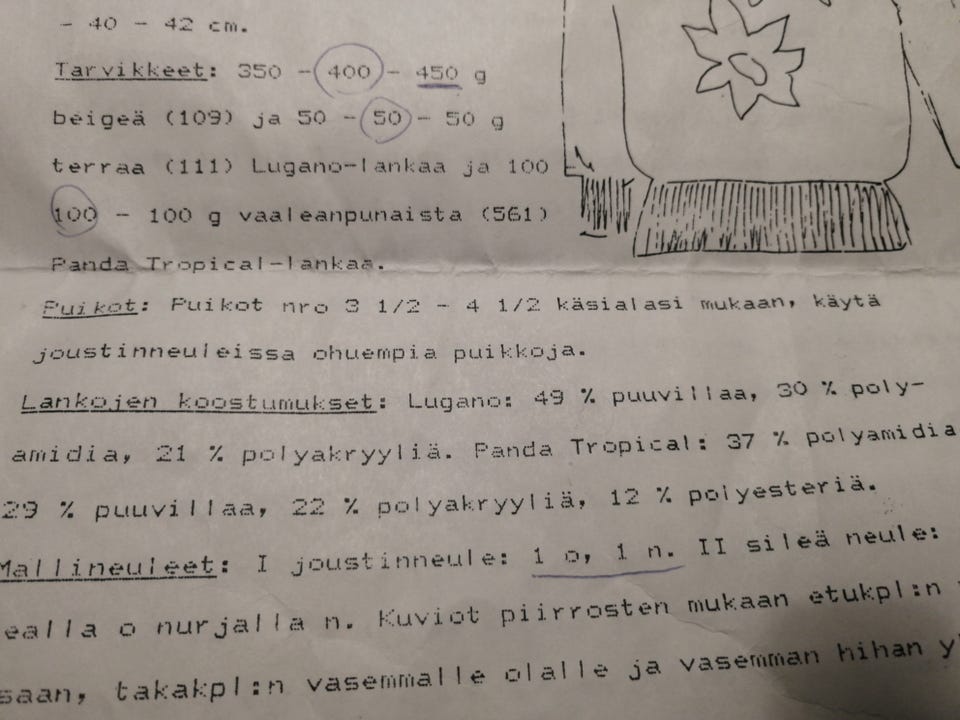 - 40 - 42 cm.
Tarvikkeet: 350 - 400 - 450 g
beigeä (109) ja 50 - 50 - 50 g
terraa (111) Lugano-lankaa ja 100
100 - 100 g vaaleanpunaista (561)
Panda Tropical-lankaa.
Puikot: Puikot nro 3 1/2 - 4 1/2 käsialasi mukaan, käytä
joustinneuleissa ohuempia puikkoja.
Lankojen koostumukset: Lugano: 49 % puuvillaa, 30 % poly-
amidia, 21 % polyakryyliä. Panda Tropical: 37 % polyamidia
29 % puuvillaa, 22 % polyakryyliä, 12 % polyesteriä.
Mallineuleet: I joustinneule: 1 o, 1 n. II sileä neule:
ealla o nurjalla n. Kuviot piirrosten mukaan etukpl:n
saan, takakpl:n vasemmalle olalle ja vasemman hihan y